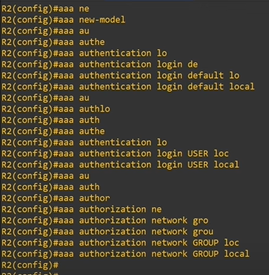 R2(config)#aaa ne
R2(config)#aaa new-model
R2(config)#aaa au
R2(config)#aaa authe
R2(config)#aaa authentication lo
R2(config)#aaa authentication login de
R2(config)#aaa authentication login default lo
R2(config)#aaa authentication login default local
R2(config)#aaa au
R2(config)#aaa authlo
R2(config)#aaa auth
R2(config)#aaa authe
R2(config)#aaa authentication lo
R2(config)#aaa authentication login USER loc
R2(config)#aaa authentication login USER local
R2(config)#aaa au
R2(config)#aaa auth
R2(config)#aaa author
R2(config)#aaa authorization ne
R2(config)#aaa authorization network gro
R2(config)#aaa authorization network grou
R2(config)#aaa authorization network GROUP loc
R2(config)#aaa authorization network GROUP local
R2(config)#